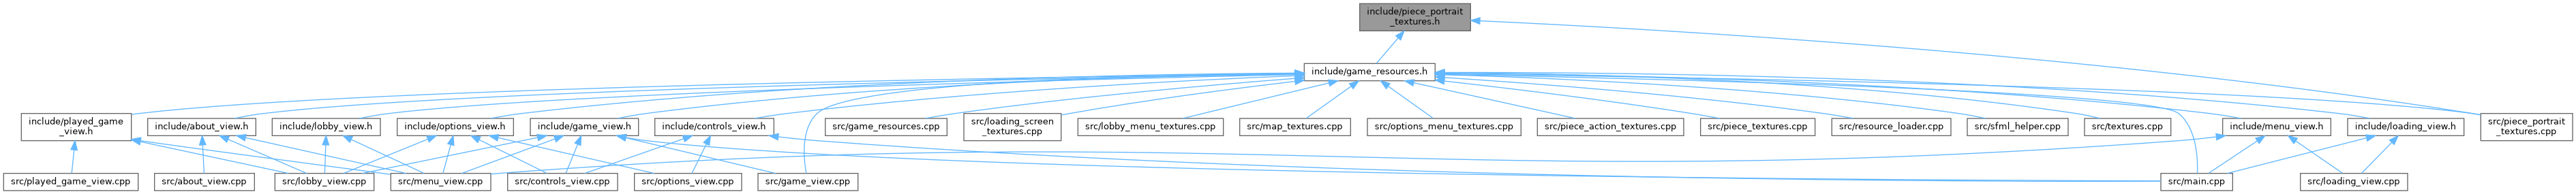 include/piece_portrait
_textures.h
include/game_resources.h
include/played_game
_view.h
include/about_view.h
include/lobby_view.h
include/options_view.h
include/game_view.h
include/controls_view.h
src/game_resources.cpp
src/loading_screen
_textures.cpp
src/lobby_menu_textures.cpp
src/map_textures.cpp
src/options_menu_textures.cpp
src/piece_action_textures.cpp
src/piece_textures.cpp
src/resource_loader.cpp
src/sfml_helper.cpp
src/textures.cpp
include/menu_view.h
include/loading_view.h
src/piece_portrait
_textures.cpp
src/played_game_view.cpp
src/about_view.cpp
src/lobby_view.cpp
src/menu_view.cpp
src/controls_view.cpp
src/options_view.cpp
src/game_view.cpp
src/main.cpp
src/loading_view.cpp